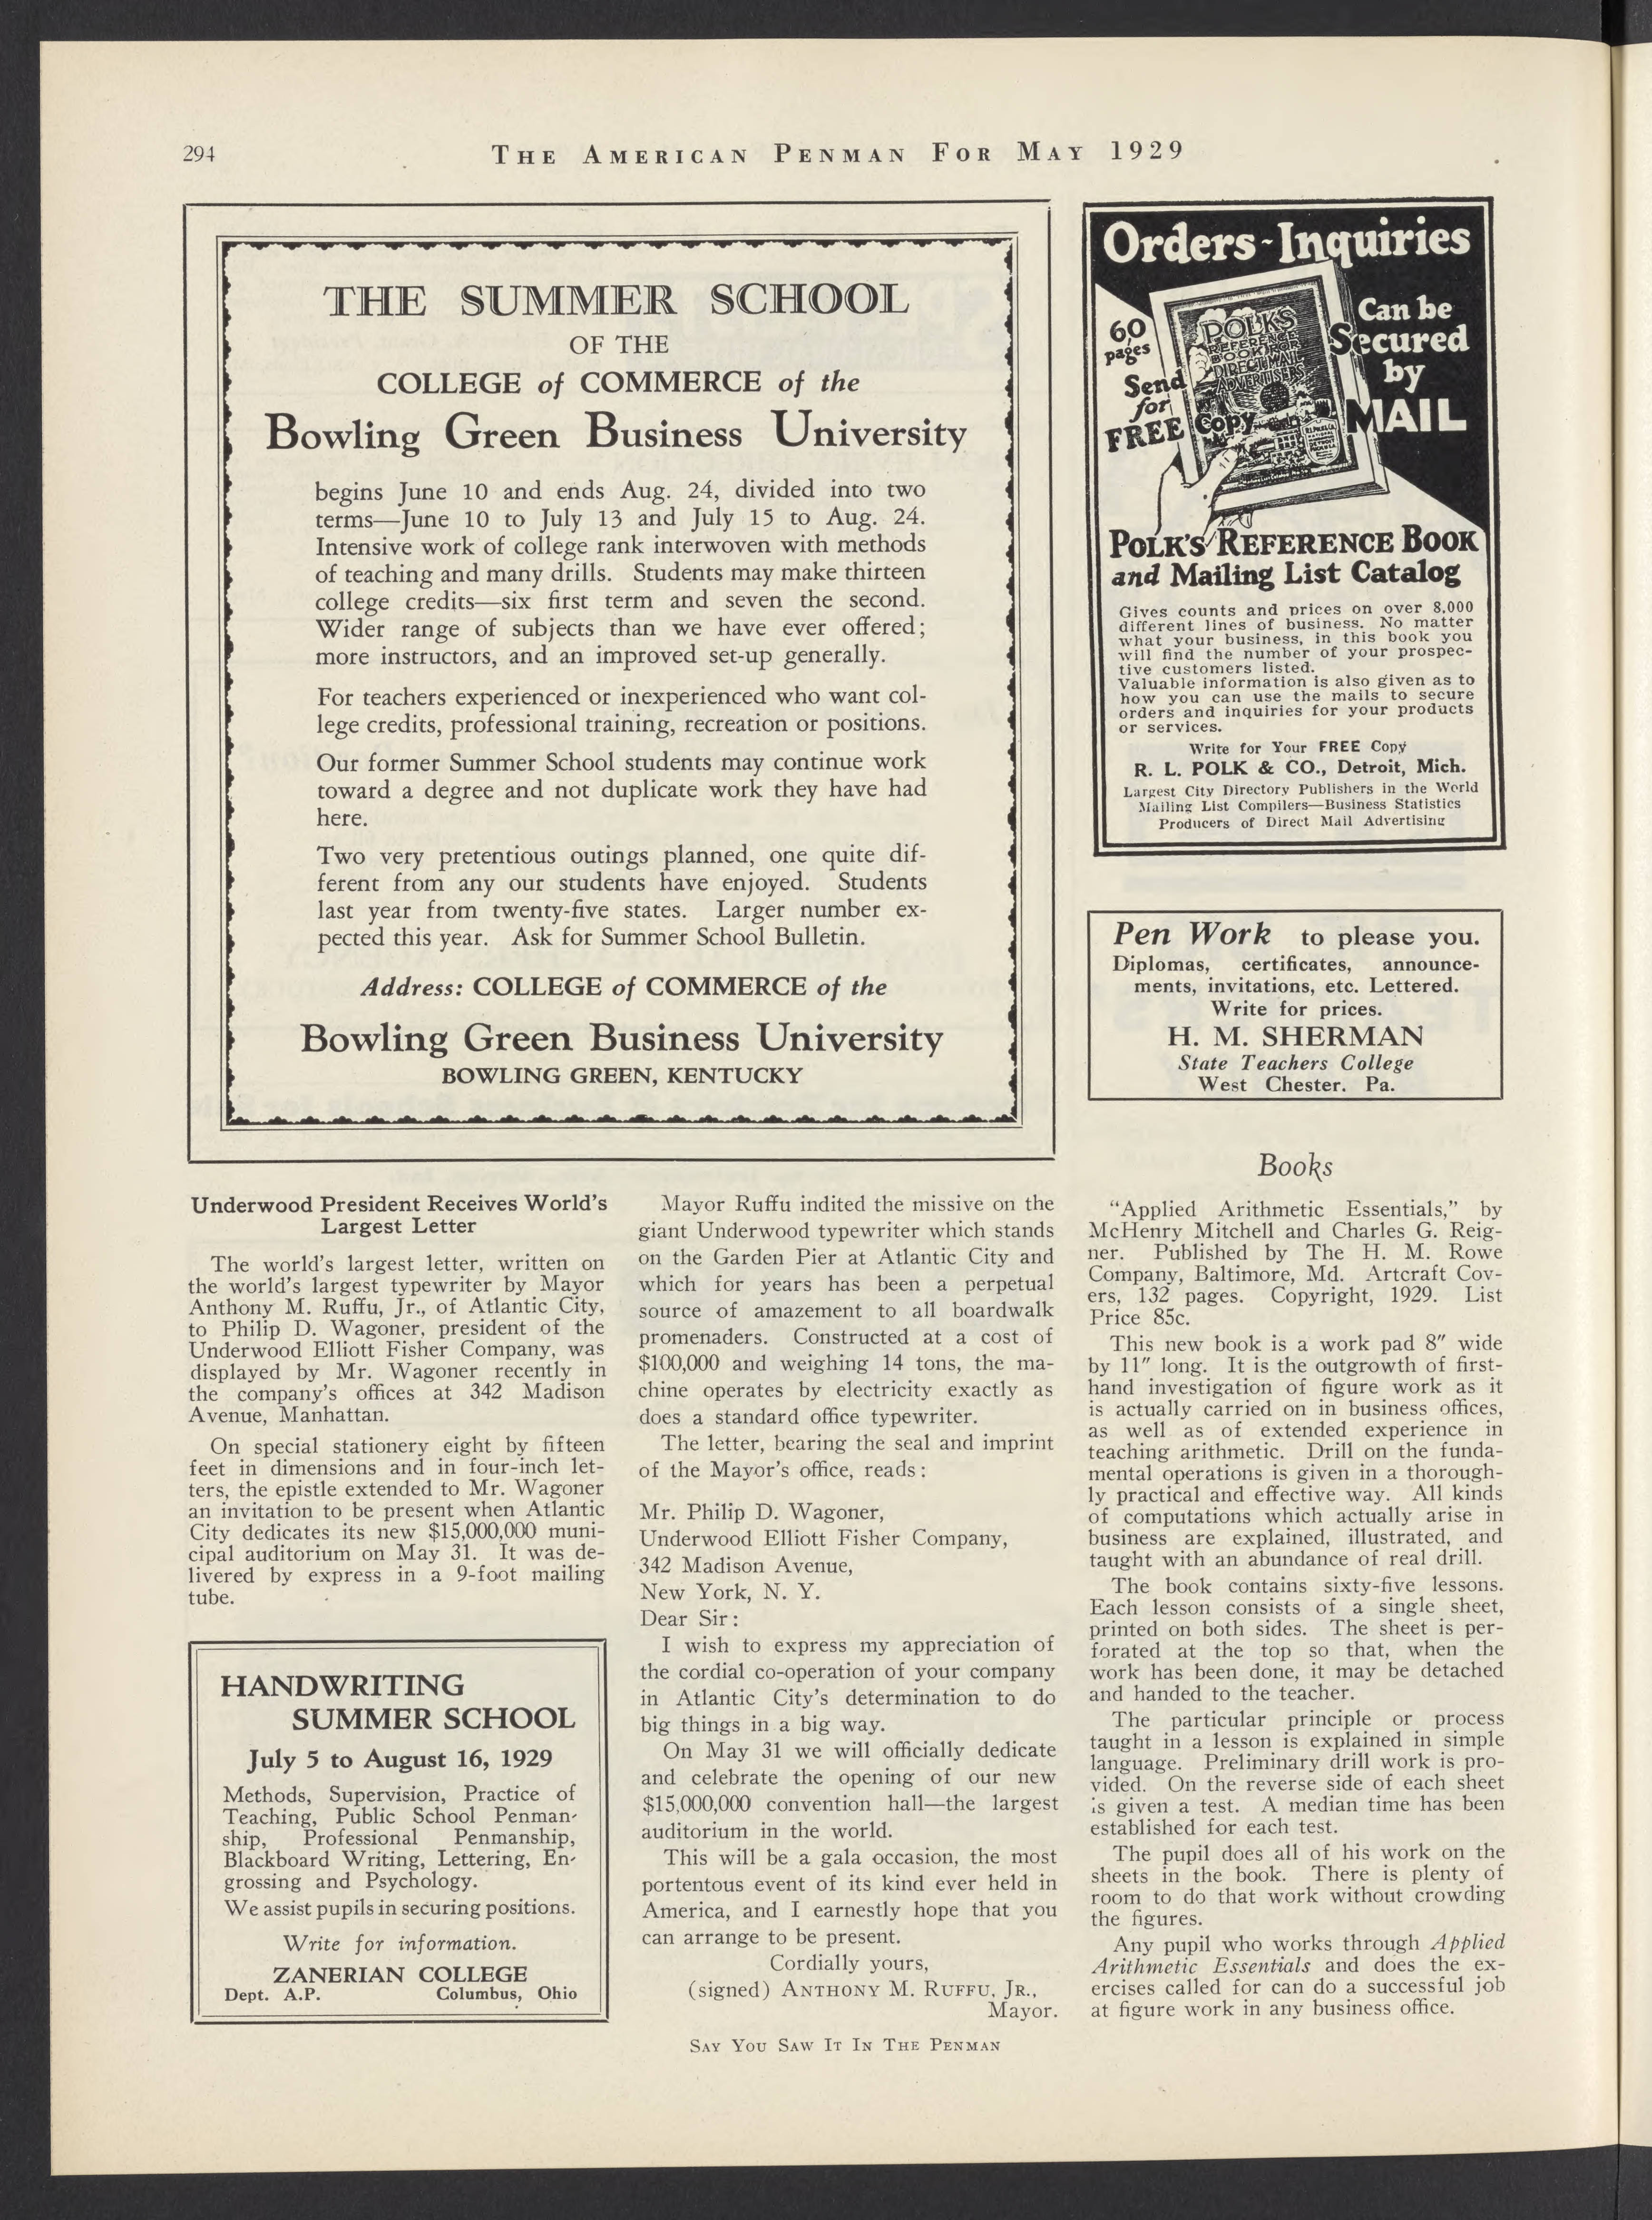 294
THE AMERICAN PENMAN FOR MAY 1929
THE SUMMER SCHOOL
OF THE
COLLEGE of COMMERCE of the
Bowling Green Business University
begins June 10 and ends Aug. 24, divided into two
terms—June 10 to July 13 and July 15 to Aug. 24.
Intensive work of college rank interwoven with methods
of teaching and many drills. Students may make thirteen
college credits—six first term and seven the second.
Wider range of subjects than we have ever offered;
more instructors, and an improved set-up generally.
For teachers experienced or inexperienced who want col-
lege credits, professional training, recreation or positions.
Our former Summer School students may continue work
toward a degree and not duplicate work they have had
here.
Two very pretentious outings planned, one quite dif-
ferent from any our students have enjoyed. Students
last year from twenty-five states. Larger number ex-
pected this year. Ask for Summer School Bulletin.
Address: COLLEGE of COMMERCE of the
Bowling Green Business University
BOWLING GREEN, KENTUCKY
Orders-Inquiries
Can be
Secured
by
MAIL
60
pages
Send
for
FREE Copy
POLK'S
REFERENCE
BOOK FOR
DIRECT MAIL
ADVERTISERS
POLK'S REFERENCE BOOK
and Mailing List Catalog
Gives counts and prices on over 8,000
different lines of business. No matter
what your business, in this book you
will find the number of your prospec-
tive customers listed.
Valuable information is also given as to
how you can use the mails to secure
orders and inquiries for your products
or services.
Write for Your FREE Copy
R. L. POLK & CO., Detroit, Mich.
Largest City Directory Publishers in the World
Mailing List Compilers—Business Statistics
Producers of Direct Mail Advertising
Pen Work to please you.
Diplomas, certificates, announce-
ments, invitations, etc. Lettered.
Write for prices.
H. M. SHERMAN
State Teachers College
West Chester. Pa.
Underwood President Receives World's
Largest Letter
The world's largest letter, written on
the world's largest typewriter by Mayor
Anthony M. Ruffu, Jr., of Atlantic City,
to Philip D. Wagoner, president of the
Underwood Elliott Fisher Company, was
displayed by Mr. Wagoner recently in
the company's offices at 342 Madison
Avenue, Manhattan.
On special stationery eight by fifteen
feet in dimensions and in four-inch let-
ters, the epistle extended to Mr. Wagoner
an invitation to be present when Atlantic
City dedicates its new $15,000,000 muni-
cipal auditorium on May 31. It was de-
livered by express in a 9-foot mailing
tube.
HANDWRITING
SUMMER SCHOOL
July 5 to August 16, 1929
Methods, Supervision, Practice of
Teaching, Public School Penman-
ship, Professional Penmanship,
Blackboard Writing, Lettering, En-
grossing and Psychology.
We assist pupils in securing positions.
Write for information.
ZANERIAN COLLEGE
Dept. A.P. Columbus, Ohio
Mayor Ruffu indited the missive on the
giant Underwood typewriter which stands
on the Garden Pier at Atlantic City and
which for years has been a perpetual
source of amazement to all boardwalk
promenaders. Constructed at a cost of
$100,000 and weighing 14 tons, the ma-
chine operates by electricity exactly as
does a standard office typewriter.
The letter, bearing the seal and imprint
of the Mayor's office, reads:
Mr. Philip D. Wagoner,
Underwood Elliott Fisher Company,
342 Madison Avenue,
New York, N. Y.
Dear Sir:
I wish to express my appreciation of
the cordial co-operation of your company
in Atlantic City's determination to do
big things in a big way.
On May 31 we will officially dedicate
and celebrate the opening of our new
$15,000,000 convention hall—the largest
auditorium in the world.
This will be a gala occasion, the most
portentous event of its kind ever held in
America, and I earnestly hope that you
can arrange to be present.
Cordially yours,
(signed) ANTHONY M. RUFFU, JR.,
Mayor.
Books
"Applied Arithmetic Essentials," by
McHenry Mitchell and Charles G. Reig-
ner. Published by The H. M. Rowe
Company, Baltimore, Md. Artcraft Cov-
ers, 132 pages. Copyright, 1929. List
Price 85c.
This new book is a work pad 8" wide
by 11" long. It is the outgrowth of first-
hand investigation of figure work as it
is actually carried on in business offices,
as well as of extended experience in
teaching arithmetic. Drill on the funda-
mental operations is given in a thorough-
ly practical and effective way. All kinds
of computations which actually arise in
business are explained, illustrated, and
taught with an abundance of real drill.
The book contains sixty-five lessons.
Each lesson consists of a single sheet,
printed on both sides. The sheet is per-
forated at the top so that, when the
work has been done, it may be detached
and handed to the teacher.
The particular principle or process
taught in a lesson is explained in simple
language. Preliminary drill work is pro-
vided. On the reverse side of each sheet
is given a test. A median time has been
established for each test.
The pupil does all of his work on the
sheets in the book. There is plenty of
room to do that work without crowding
the figures.
Any pupil who works through Applied
Arithmetic Essentials and does the ex-
ercises called for can do a successful job
at figure work in any business office.
SAY YOU SAW IT IN THE PENMAN